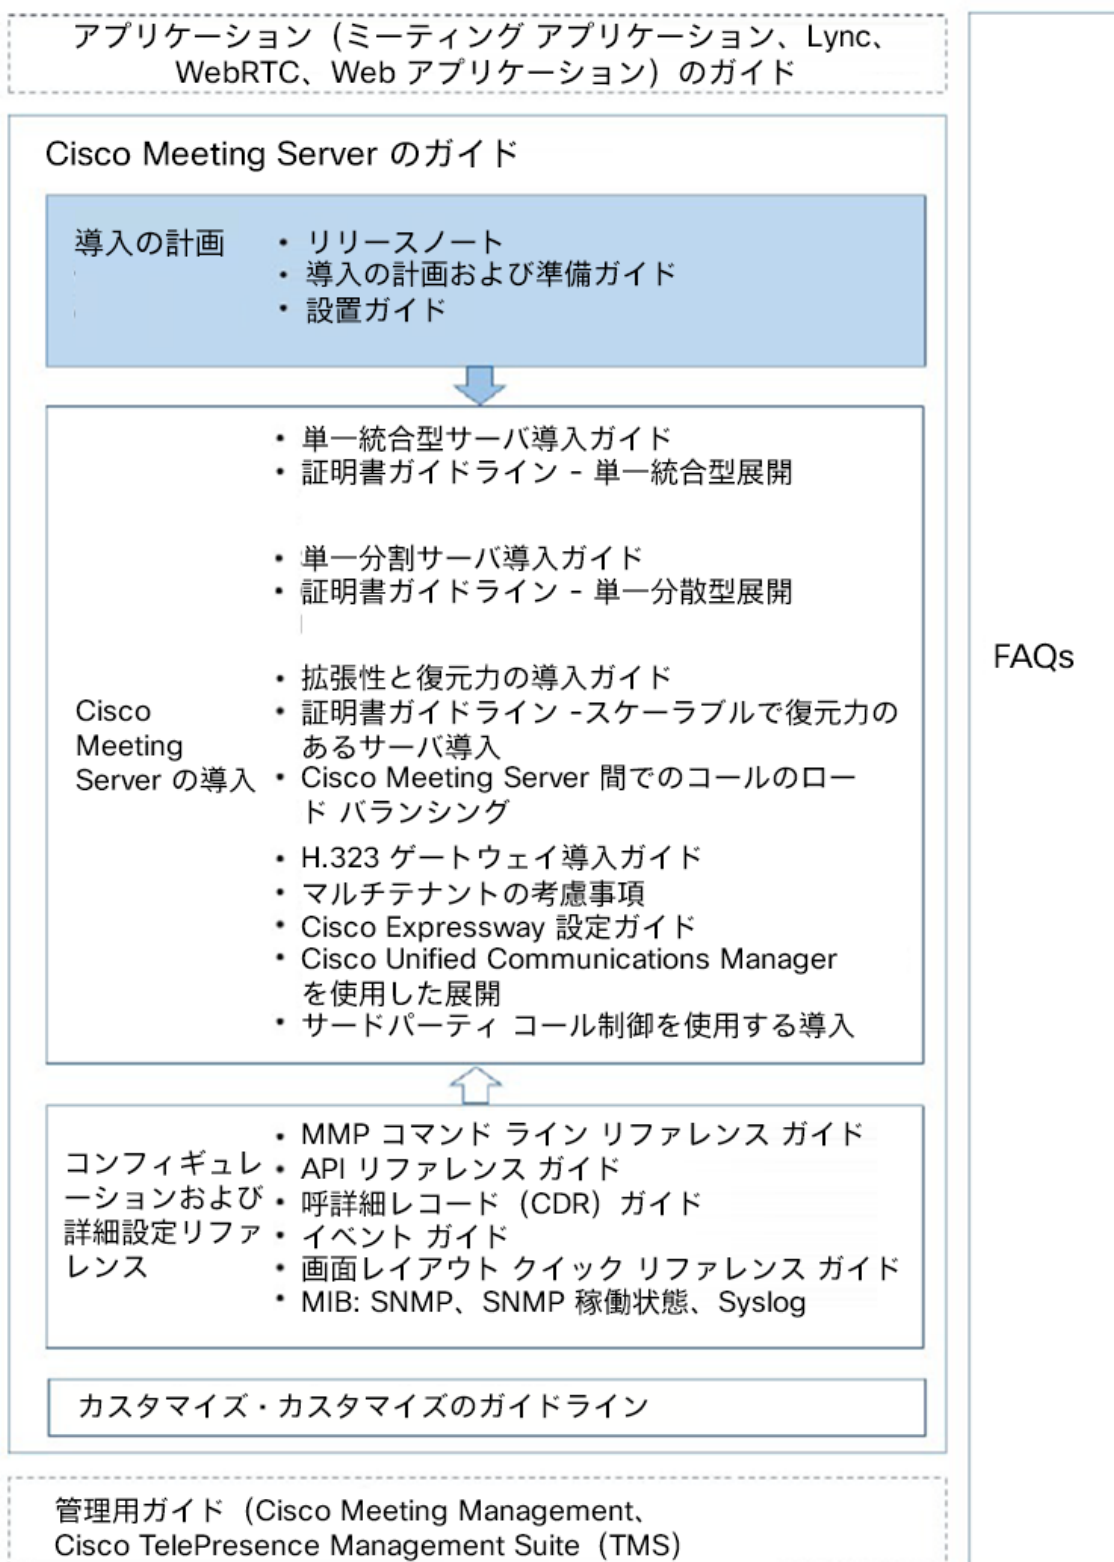 アプリケーション（ミーティング アプリケーション、Lync、
WebRTC、Web アプリケーション）のガイド
Cisco Meeting Server のガイド
導入の計画
• リリースノート
• 導入の計画および準備ガイド
• 設置ガイド
Cisco
Meeting
Server の導入
• 単一統合型サーバ導入ガイド
• 証明書ガイドライン - 単一統合型展開
• 単一分割サーバ導入ガイド
• 証明書ガイドライン - 単一分散型展開
• 拡張性と復元力の導入ガイド
• 証明書ガイドライン -スケーラブルで復元力の
あるサーバ導入
• Cisco Meeting Server 間でのコールのロー
ド バランシング
• H.323 ゲートウェイ導入ガイド
• マルチテナントの考慮事項
• Cisco Expressway 設定ガイド
• Cisco Unified Communications Manager
を使用した展開
• サードパーティ コール制御を使用する導入
コンフィギュレ
ーションおよび
詳細設定リファ
レンス
• MMP コマンド ライン リファレンス ガイド
• API リファレンス ガイド
• 呼詳細レコード（CDR）ガイド
• イベント ガイド
• 画面レイアウト クイック リファレンス ガイド
• MIB: SNMP、SNMP 稼働状態、Syslog
カスタマイズ・カスタマイズのガイドライン
管理用ガイド（Cisco Meeting Management、
Cisco TelePresence Management Suite（TMS）
FAQs